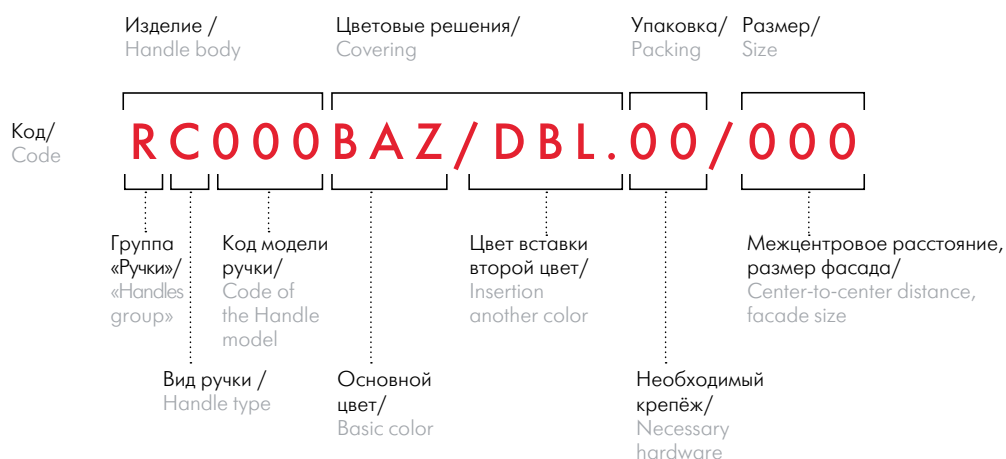 Изделие /
Handle body
Цветовые решения/
Covering
Упаковка/
Packing
Размер/
Size
Код/
Code
RC000BAZ/DBL.00/000
Группа
«Ручки»/
«Handles
group»
Код модели
ручки/
Code of
the Handle
model
Цвет вставки
второй цвет/
Insertion
another color
Межцентровое расстояние,
размер фасада/
Center-to-center distance,
facade size
Вид ручки /
Handle type
Основной
цвет/
Basic color
Необходимый
крепёж/
Necessary
hardware